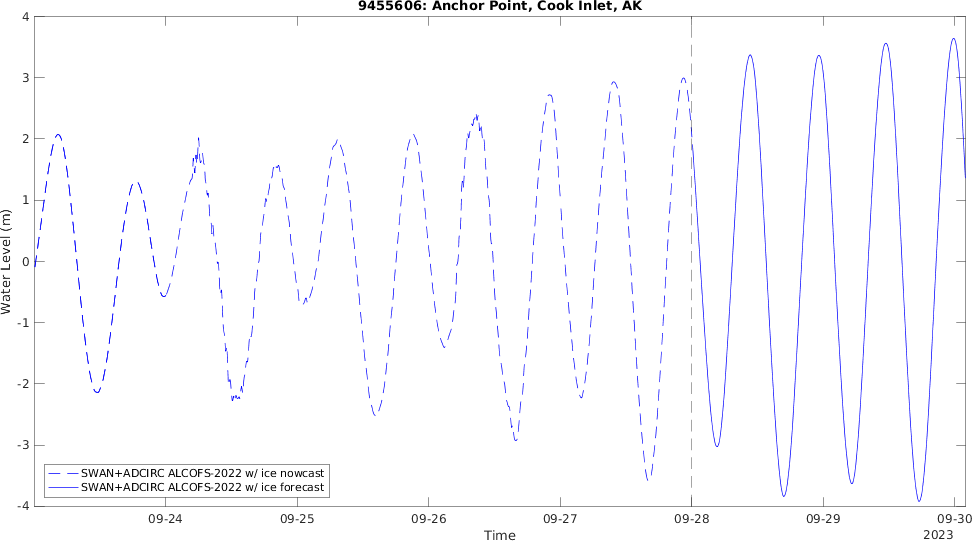 9455606: Anchor Point, Cook Inlet, AK
4
3
2
1
0
-1
-2
-3
-4
Water Level (m)
SWAN+ADCIRC ALCOFS-2022 w/ ice nowcast
SWAN+ADCIRC ALCOFS-2022 w/ ice forecast
09-24 09-25 09-26 09-27 09-28 09-29 09-30
Time
2023